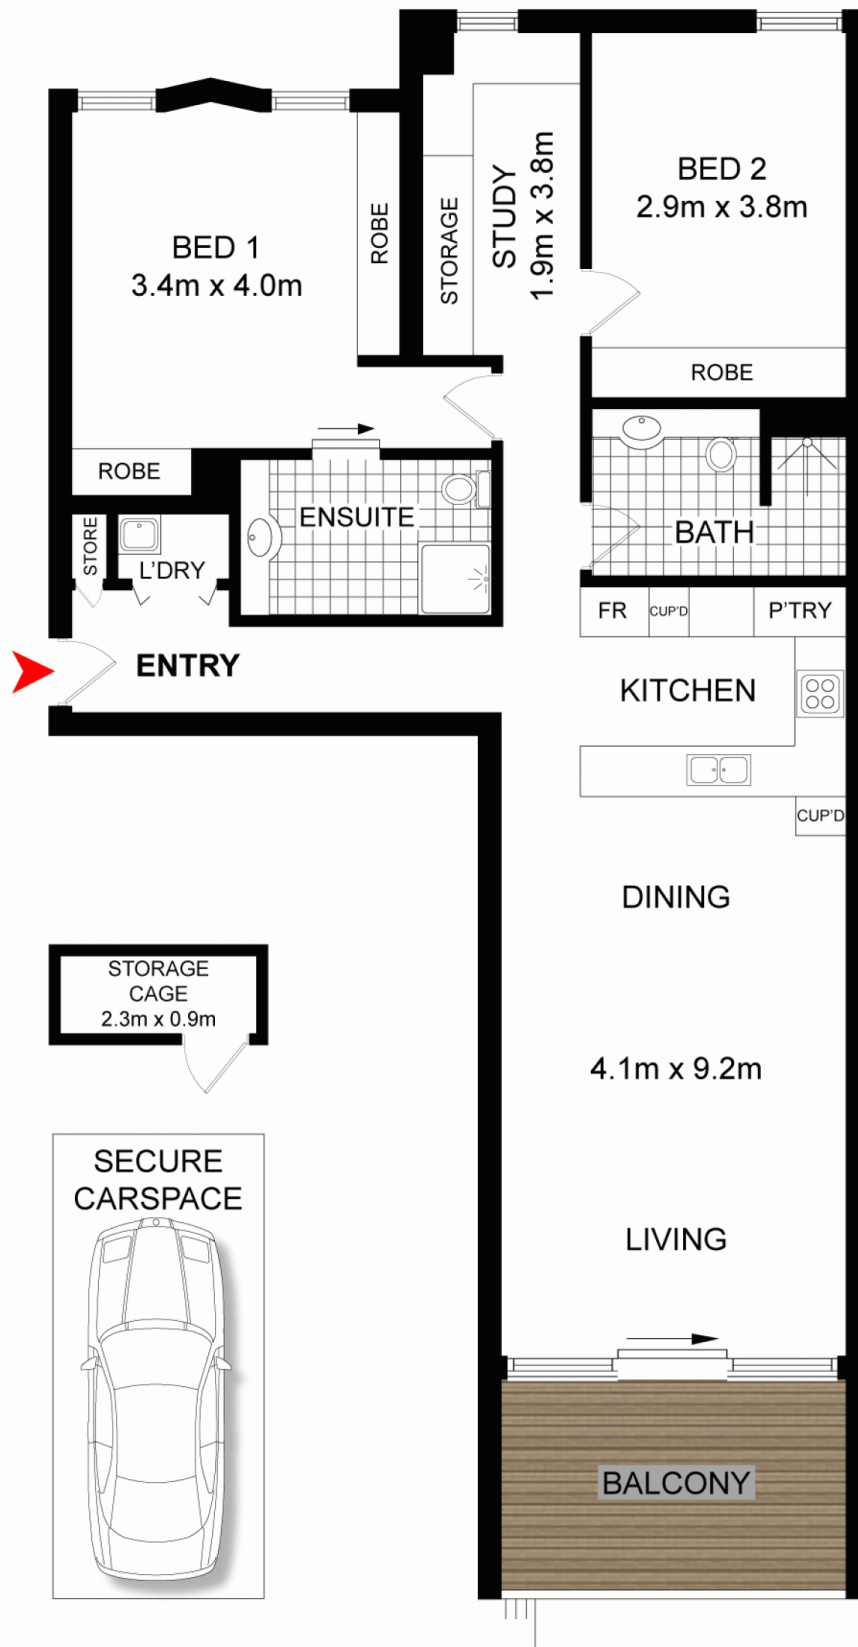 BED 1
3.4m x 4.0m
ROBE
STORAGE
STUDY
1.9m x 3.8m
BED 2
2.9m x 3.8m
ROBE
ROBE
STORE
L'DRY
ENSUITE
BATH
ENTRY
FR
CUP'D
P'TRY
KITCHEN
CUP'D
DINING
4.1m x 9.2m
LIVING
BALCONY
STORAGE
CAGE
2.3m x 0.9m
SECURE
CARSPACE